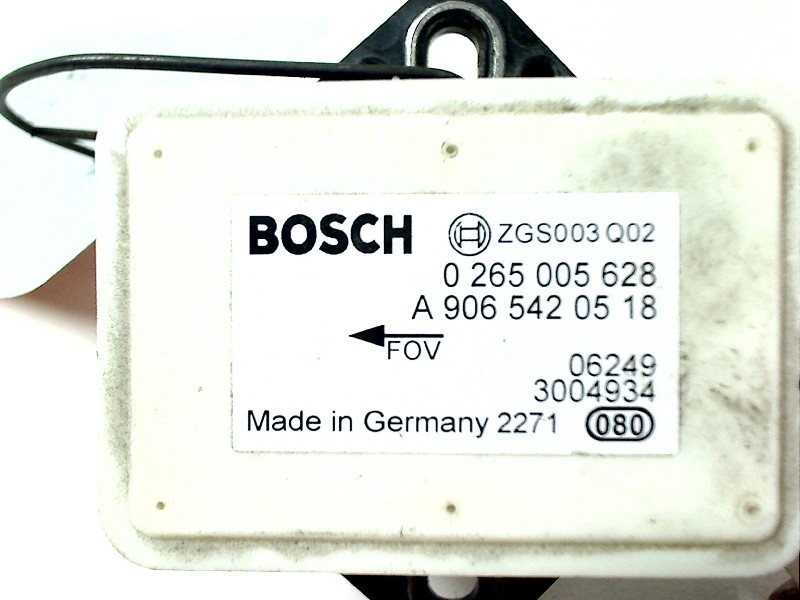 BOSCH ZGS003 Q02
0 265 005 628
A 906 542 05 18
FOV
06249
3004934
Made in Germany 2271 080